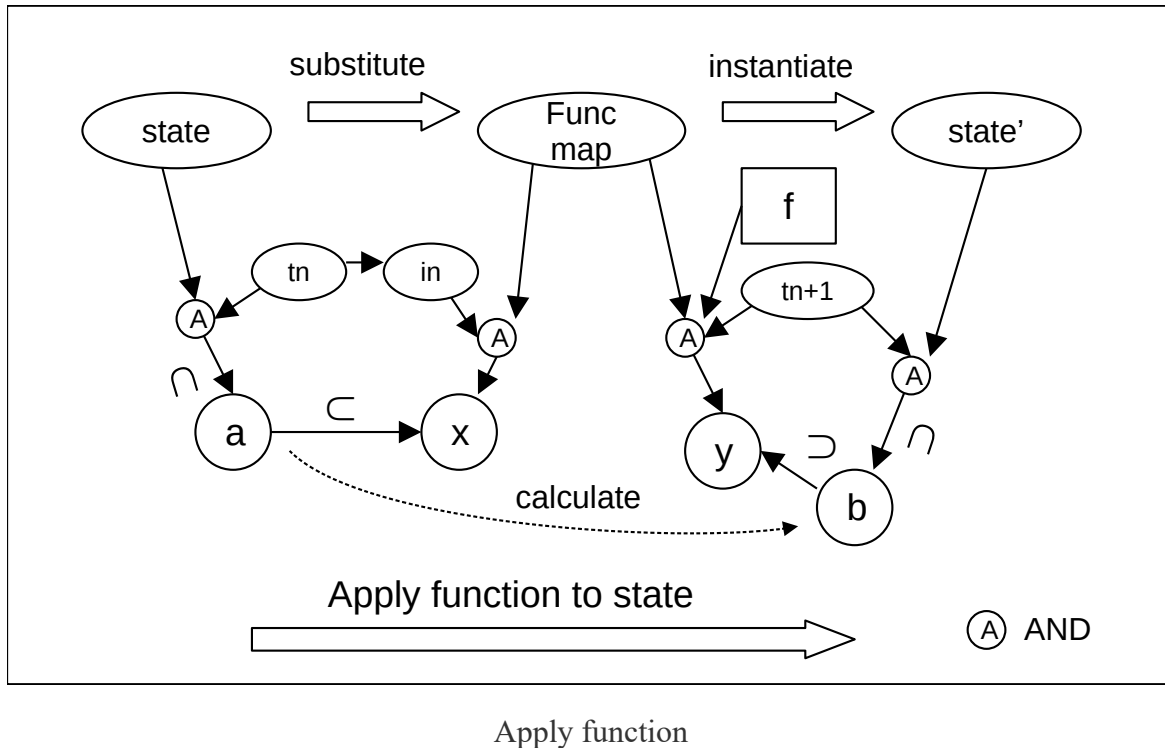 substitute
instantiate
state
Func
map
state’
f
tn
in
tn+1
A
A
A
A
⊂
⊂
⊃
⊂
a
x
y
b
calculate
Apply function to state
A AND
Apply function